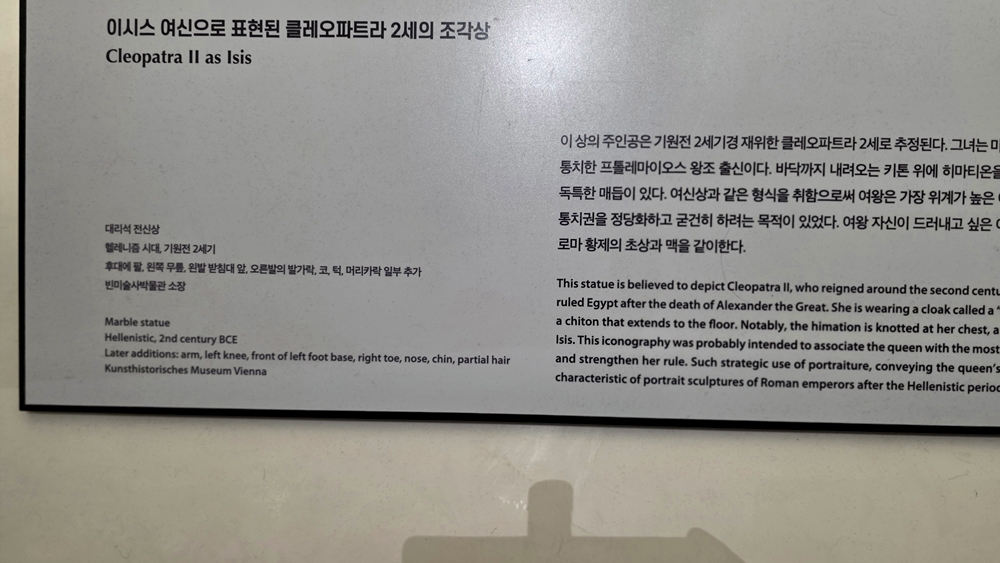 이시스 여신으로 표현된 클레오파트라 2세의 조각상
Cleopatra II as Isis
대리석 전신상
헬레니즘 시대, 기원전 2세기
후대에 팔, 왼쪽 무릎, 왼발 받침대 앞, 오른발의 발가락, 코, 턱, 머리카락 일부 추가
빈미술사박물관 소장
Marble statue
Hellenistic, 2nd century BCE
Later additions: arm, left knee, front of left foot base, right toe, nose, chin, partial hair
Kunsthistorisches Museum Vienna
이 상의 주인공은 기원전 2세기경 재위한 클레오파트라 2세로 추정된다. 그녀는
통치한 프톨레마이오스 왕조 출신이다. 바닥까지 내려오는 키톤 위에 히마티온을
독특한 매듭이 있다. 여신상과 같은 형식을 취함으로써 여왕은 가장 위계가 높은
통치권을 정당화하고 굳건히 하려는 목적이 있었다. 여왕 자신이 드러내고 싶은
로마 황제의 초상과 맥을 같이한다.
This statue is believed to depict Cleopatra II, who reigned around the second centu
ruled Egypt after the death of Alexander the Great. She is wearing a cloak called a "
a chiton that extends to the floor. Notably, the himation is knotted at her chest, a
Isis. This iconography was probably intended to associate the queen with the most
and strengthen her rule. Such strategic use of portraiture, conveying the queen's
characteristic of portrait sculptures of Roman emperors after the Hellenistic period